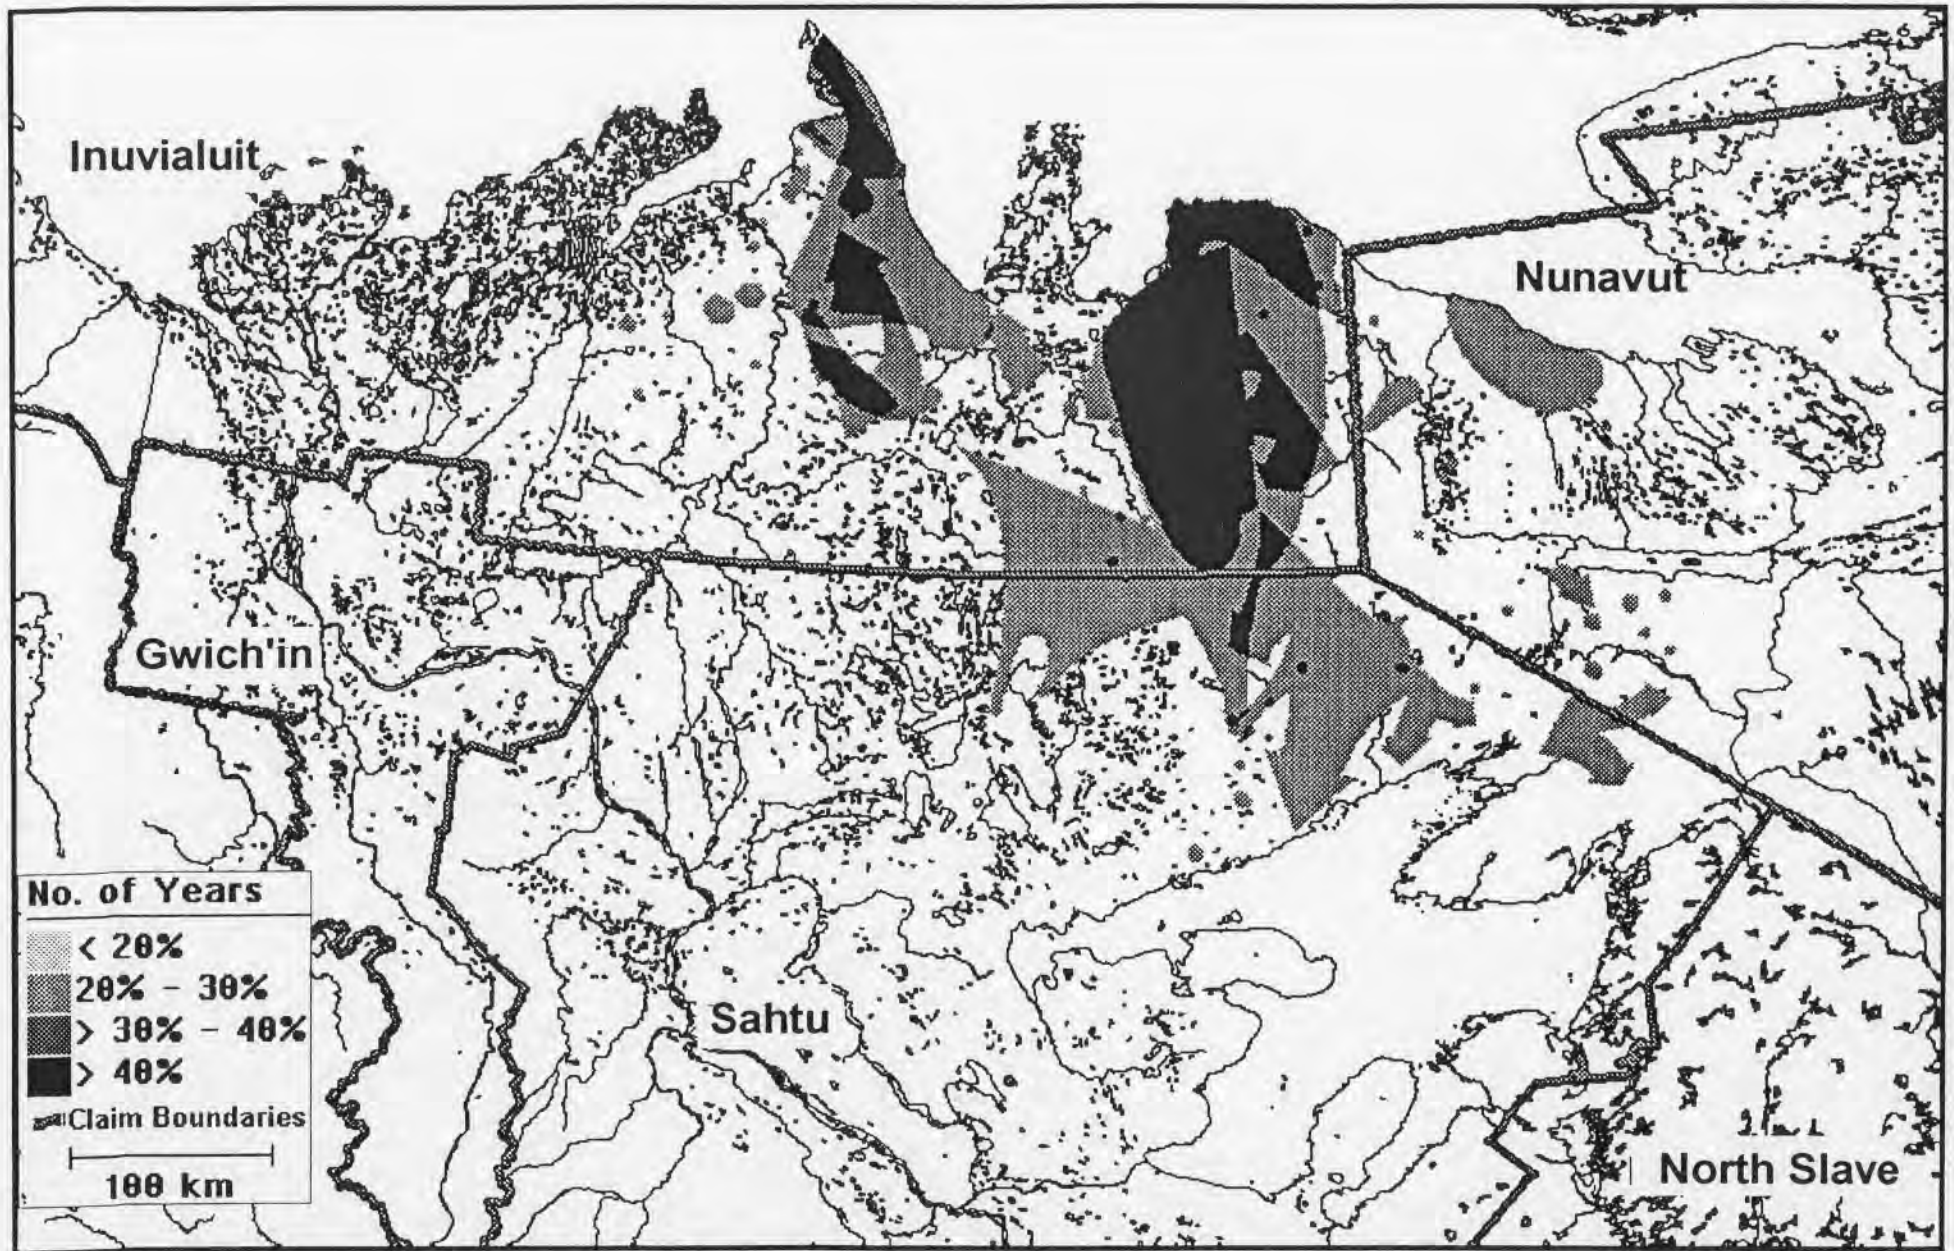 Inuvialuit
Nunavut
Gwich'in
Sahtu
North Slave
No. of Years
< 20%
20% - 30%
> 30% - 40%
> 40%
Claim Boundaries
100 km